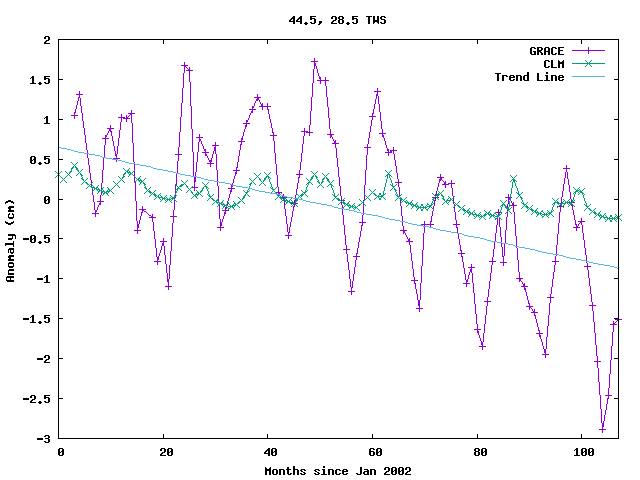 44.5, 28.5 TWS
GRACE
CLM
Trend Line
2
1.5
1
0.5
0
-0.5
-1
-1.5
-2
-2.5
-3
Anomaly (cm)
0 20 40 60 80 100
Months since Jan 2002